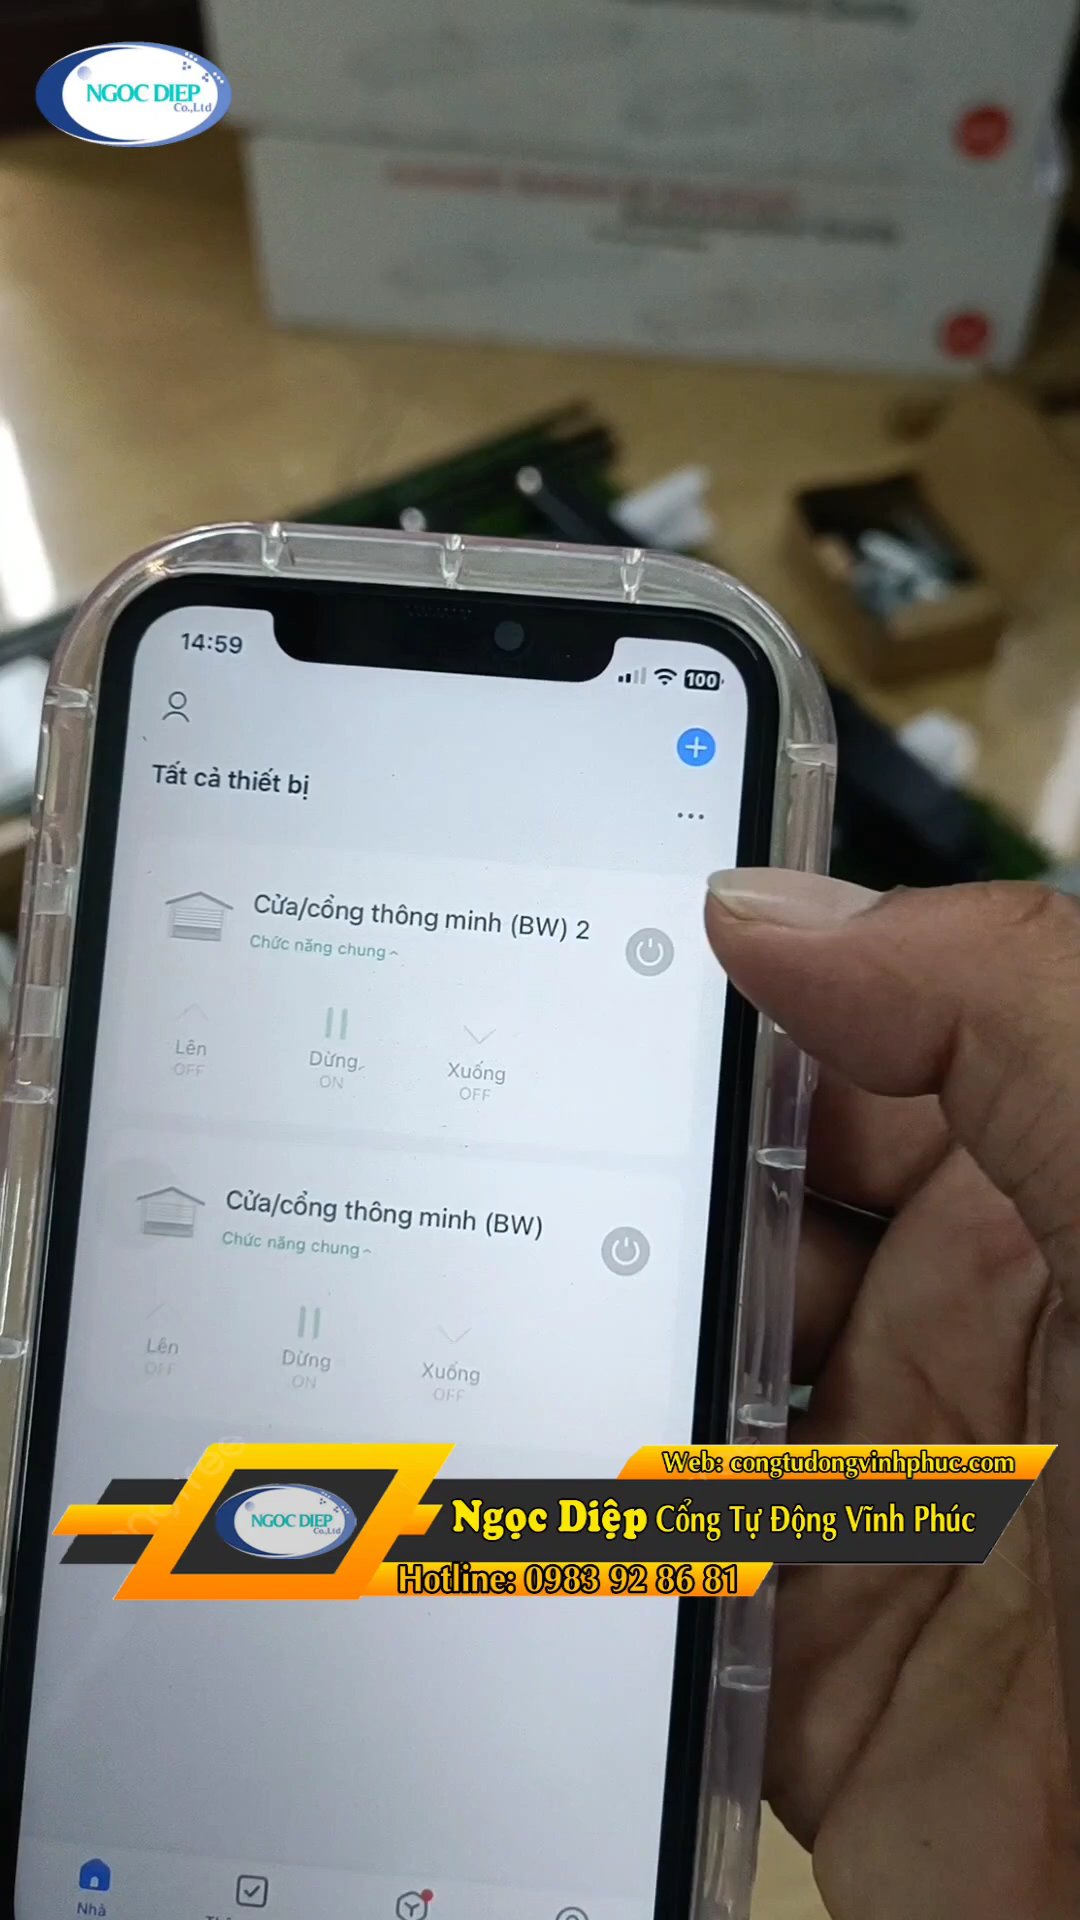 NGOC DIEP
Co.,Ltd
14:59
100
Tất cả thiết bị
Cửa/cổng thông minh (BW) 2
Chức năng chung
Lên
OFF
Dừng
ON
Xuống
OFF
Cửa/cổng thông minh (BW)
Chức năng chung
Lên
OFF
Dừng
ON
Xuống
OFF
Web: congtudongvinhphuc.com
NGOC DIEP
Co.,Ltd
Ngọc Diệp Cổng Tự Động Vĩnh Phúc
Hotline: 0983 92 86 81
Nhà